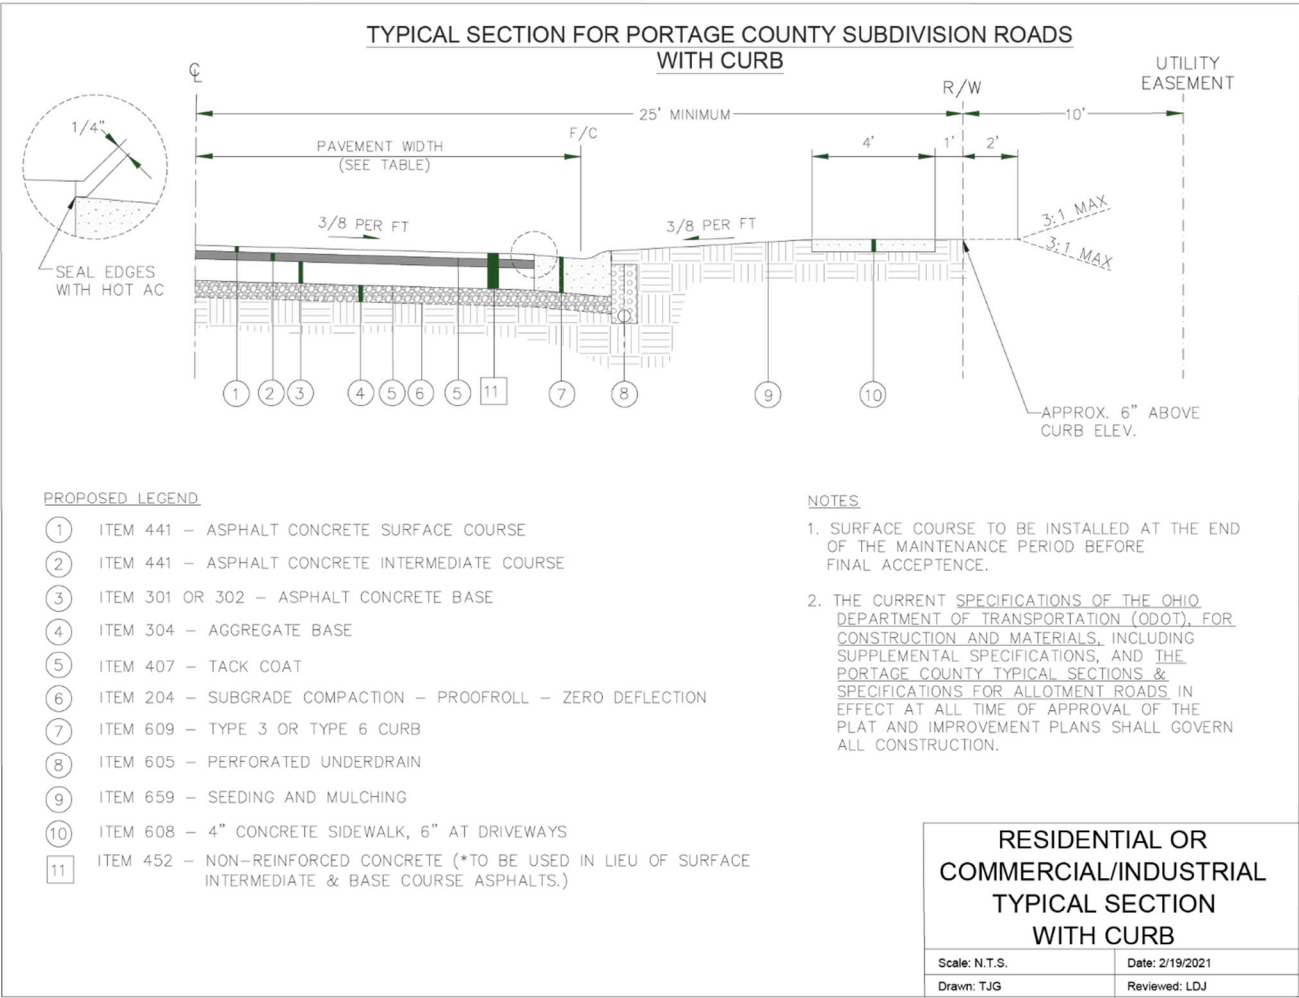 TYPICAL SECTION FOR PORTAGE COUNTY SUBDIVISION ROADS
WITH CURB
℄
UTILITY
EASEMENT
R/W
25' MINIMUM
10'
1/4"
F/C
PAVEMENT WIDTH
(SEE TABLE)
4'
1'
2'
3/8 PER FT
3/8 PER FT
3:1 MAX
3:1 MAX
SEAL EDGES
WITH HOT AC
1
2
3
4
5
6
5
11
7
8
9
10
APPROX. 6" ABOVE
CURB ELEV.
PROPOSED LEGEND
1 ITEM 441 – ASPHALT CONCRETE SURFACE COURSE
2 ITEM 441 – ASPHALT CONCRETE INTERMEDIATE COURSE
3 ITEM 301 OR 302 – ASPHALT CONCRETE BASE
4 ITEM 304 – AGGREGATE BASE
5 ITEM 407 – TACK COAT
6 ITEM 204 – SUBGRADE COMPACTION – PROOFROLL – ZERO DEFLECTION
7 ITEM 609 – TYPE 3 OR TYPE 6 CURB
8 ITEM 605 – PERFORATED UNDERDRAIN
9 ITEM 659 – SEEDING AND MULCHING
10 ITEM 608 – 4" CONCRETE SIDEWALK, 6" AT DRIVEWAYS
11 ITEM 452 – NON-REINFORCED CONCRETE (*TO BE USED IN LIEU OF SURFACE
INTERMEDIATE & BASE COURSE ASPHALTS.)
NOTES
1. SURFACE COURSE TO BE INSTALLED AT THE END
OF THE MAINTENANCE PERIOD BEFORE
FINAL ACCEPTENCE.
2. THE CURRENT SPECIFICATIONS OF THE OHIO
DEPARTMENT OF TRANSPORTATION (ODOT), FOR
CONSTRUCTION AND MATERIALS, INCLUDING
SUPPLEMENTAL SPECIFICATIONS, AND THE
PORTAGE COUNTY TYPICAL SECTIONS &
SPECIFICATIONS FOR ALLOTMENT ROADS IN
EFFECT AT ALL TIME OF APPROVAL OF THE
PLAT AND IMPROVEMENT PLANS SHALL GOVERN
ALL CONSTRUCTION.
RESIDENTIAL OR
COMMERCIAL/INDUSTRIAL
TYPICAL SECTION
WITH CURB
Scale: N.T.S.
Date: 2/19/2021
Drawn: TJG
Reviewed: LDJ